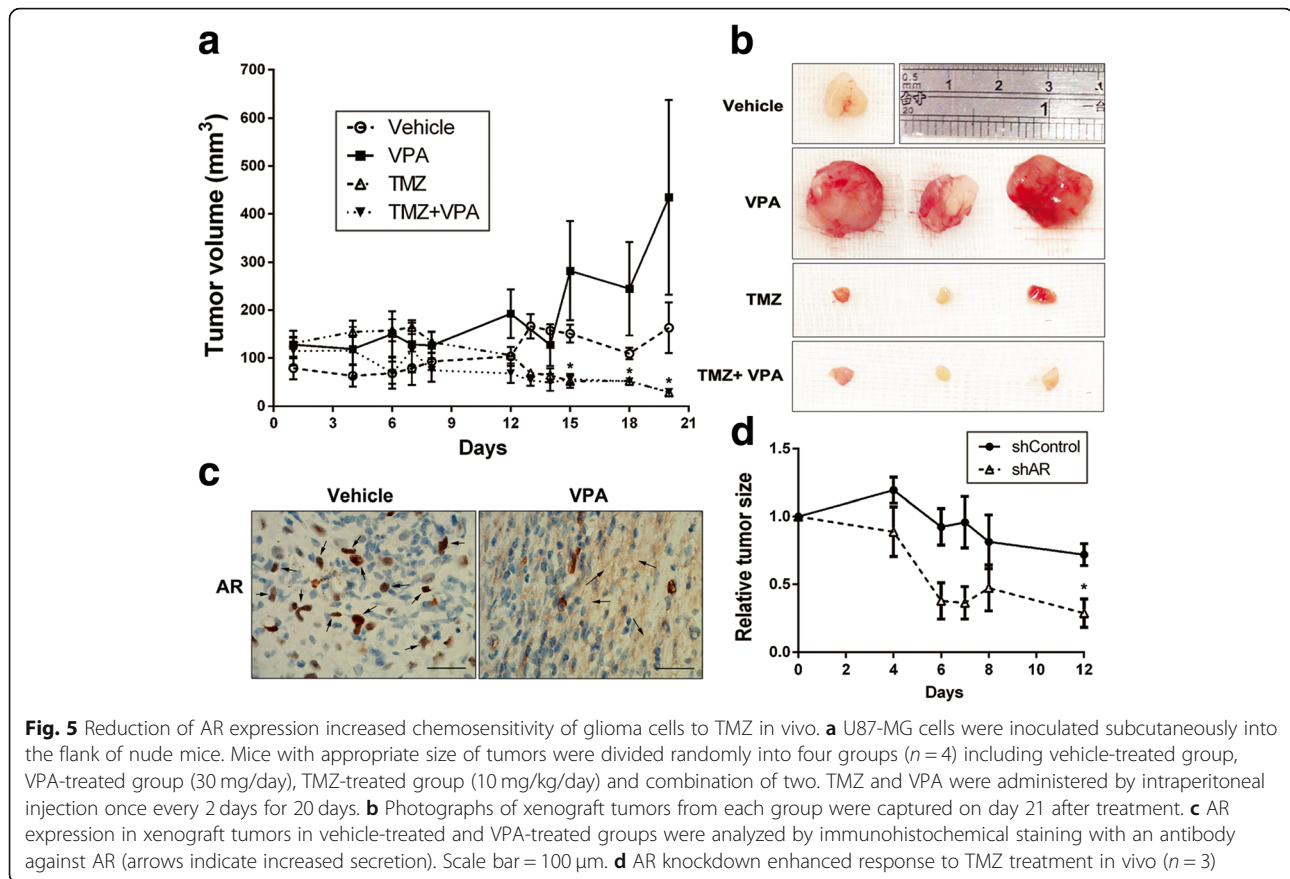 a
700
600
500
400
300
200
100
0
Tumor volume (mm³)
Vehicle
VPA
TMZ
TMZ+VPA
*
*
*
0 3 6 9 12 15 18 21
Days
b
Vehicle
0.5
mm
1 2 3
20
1
VPA
TMZ
TMZ+ VPA
c
Vehicle VPA
AR
d
1.5
1.0
0.5
0.0
Relative tumor size
shControl
shAR
*
0 2 4 6 8 10 12
Days
Fig. 5 Reduction of AR expression increased chemosensitivity of glioma cells to TMZ in vivo. a U87-MG cells were inoculated subcutaneously into
the flank of nude mice. Mice with appropriate size of tumors were divided randomly into four groups (n = 4) including vehicle-treated group,
VPA-treated group (30 mg/day), TMZ-treated group (10 mg/kg/day) and combination of two. TMZ and VPA were administered by intraperitoneal
injection once every 2 days for 20 days. b Photographs of xenograft tumors from each group were captured on day 21 after treatment. c AR
expression in xenograft tumors in vehicle-treated and VPA-treated groups were analyzed by immunohistochemical staining with an antibody
against AR (arrows indicate increased secretion). Scale bar = 100 μm. d AR knockdown enhanced response to TMZ treatment in vivo (n = 3)